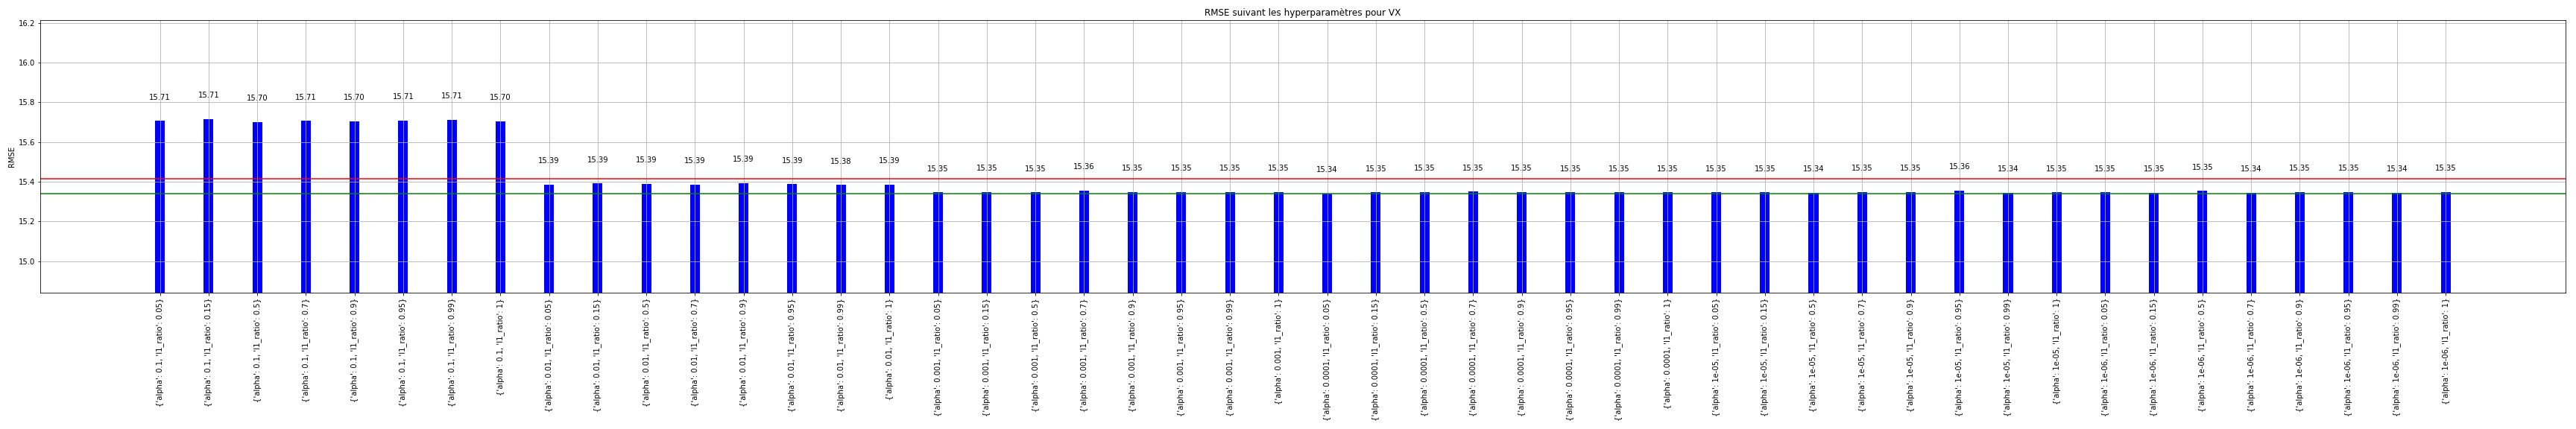 RMSE suivant les hyperparamètres pour VX
RMSE
16.2
16.0
15.8
15.6
15.4
15.2
15.0
15.71
15.71
15.70
15.71
15.70
15.71
15.71
15.70
15.39
15.39
15.39
15.39
15.39
15.39
15.38
15.39
15.35
15.35
15.35
15.36
15.35
15.35
15.35
15.35
15.34
15.35
15.35
15.35
15.35
15.35
15.35
15.35
15.35
15.35
15.34
15.35
15.35
15.36
15.34
15.35
15.35
15.35
15.35
15.34
15.35
15.35
15.34
15.35
{'alpha': 0.1, 'l1_ratio': 0.05}
{'alpha': 0.1, 'l1_ratio': 0.15}
{'alpha': 0.1, 'l1_ratio': 0.5}
{'alpha': 0.1, 'l1_ratio': 0.7}
{'alpha': 0.1, 'l1_ratio': 0.9}
{'alpha': 0.1, 'l1_ratio': 0.95}
{'alpha': 0.1, 'l1_ratio': 0.99}
{'alpha': 0.1, 'l1_ratio': 1}
{'alpha': 0.01, 'l1_ratio': 0.05}
{'alpha': 0.01, 'l1_ratio': 0.15}
{'alpha': 0.01, 'l1_ratio': 0.5}
{'alpha': 0.01, 'l1_ratio': 0.7}
{'alpha': 0.01, 'l1_ratio': 0.9}
{'alpha': 0.01, 'l1_ratio': 0.95}
{'alpha': 0.01, 'l1_ratio': 0.99}
{'alpha': 0.01, 'l1_ratio': 1}
{'alpha': 0.001, 'l1_ratio': 0.05}
{'alpha': 0.001, 'l1_ratio': 0.15}
{'alpha': 0.001, 'l1_ratio': 0.5}
{'alpha': 0.001, 'l1_ratio': 0.7}
{'alpha': 0.001, 'l1_ratio': 0.9}
{'alpha': 0.001, 'l1_ratio': 0.95}
{'alpha': 0.001, 'l1_ratio': 0.99}
{'alpha': 0.001, 'l1_ratio': 1}
{'alpha': 0.0001, 'l1_ratio': 0.05}
{'alpha': 0.0001, 'l1_ratio': 0.15}
{'alpha': 0.0001, 'l1_ratio': 0.5}
{'alpha': 0.0001, 'l1_ratio': 0.7}
{'alpha': 0.0001, 'l1_ratio': 0.9}
{'alpha': 0.0001, 'l1_ratio': 0.95}
{'alpha': 0.0001, 'l1_ratio': 0.99}
{'alpha': 0.0001, 'l1_ratio': 1}
{'alpha': 1e-05, 'l1_ratio': 0.05}
{'alpha': 1e-05, 'l1_ratio': 0.15}
{'alpha': 1e-05, 'l1_ratio': 0.5}
{'alpha': 1e-05, 'l1_ratio': 0.7}
{'alpha': 1e-05, 'l1_ratio': 0.9}
{'alpha': 1e-05, 'l1_ratio': 0.95}
{'alpha': 1e-05, 'l1_ratio': 0.99}
{'alpha': 1e-05, 'l1_ratio': 1}
{'alpha': 1e-06, 'l1_ratio': 0.05}
{'alpha': 1e-06, 'l1_ratio': 0.15}
{'alpha': 1e-06, 'l1_ratio': 0.5}
{'alpha': 1e-06, 'l1_ratio': 0.7}
{'alpha': 1e-06, 'l1_ratio': 0.9}
{'alpha': 1e-06, 'l1_ratio': 0.95}
{'alpha': 1e-06, 'l1_ratio': 0.99}
{'alpha': 1e-06, 'l1_ratio': 1}